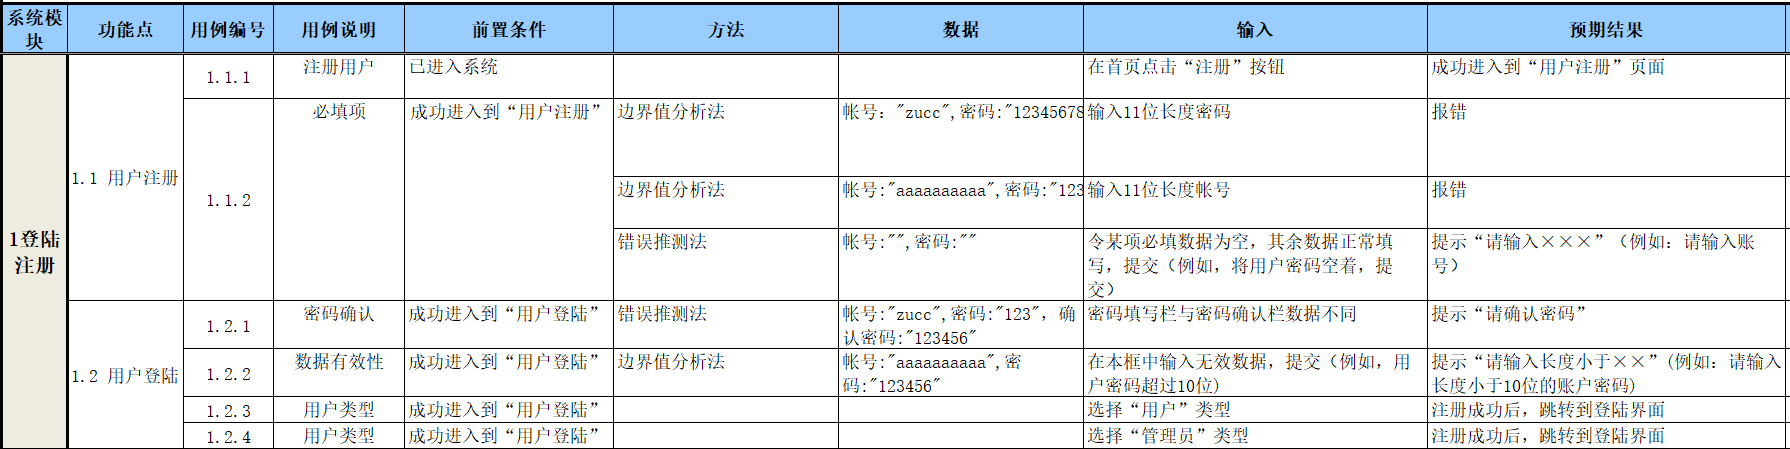 系统模块
功能点
用例编号
用例说明
前置条件
方法
数据
输入
预期结果
1登陆注册
1.1 用户注册
1.1.1
注册用户
已进入系统
在首页点击“注册”按钮
成功进入到“用户注册”页面
1.1.2
必填项
成功进入到“用户注册”
边界值分析法
帐号："zucc",密码:"12345678
输入11位长度密码
报错
边界值分析法
帐号:"aaaaaaaaaa",密码:"123
输入11位长度帐号
报错
错误推测法
帐号:"",密码:""
令某项必填数据为空，其余数据正常填
写，提交（例如，将用户密码空着，提
交）
提示“请输入×××”（例如：请输入账
号）
1.2 用户登陆
1.2.1
密码确认
成功进入到“用户登陆”
错误推测法
帐号:"zucc",密码:"123"，确
认密码:"123456"
密码填写栏与密码确认栏数据不同
提示“请确认密码”
1.2.2
数据有效性
成功进入到“用户登陆”
边界值分析法
帐号:"aaaaaaaaaa",密
码:"123456"
在本框中输入无效数据，提交（例如，用
户密码超过10位)
提示“请输入长度小于××”(例如：请输入
长度小于10位的账户密码)
1.2.3
用户类型
成功进入到“用户登陆”
选择“用户”类型
注册成功后，跳转到登陆界面
1.2.4
用户类型
成功进入到“用户登陆”
选择“管理员”类型
注册成功后，跳转到登陆界面